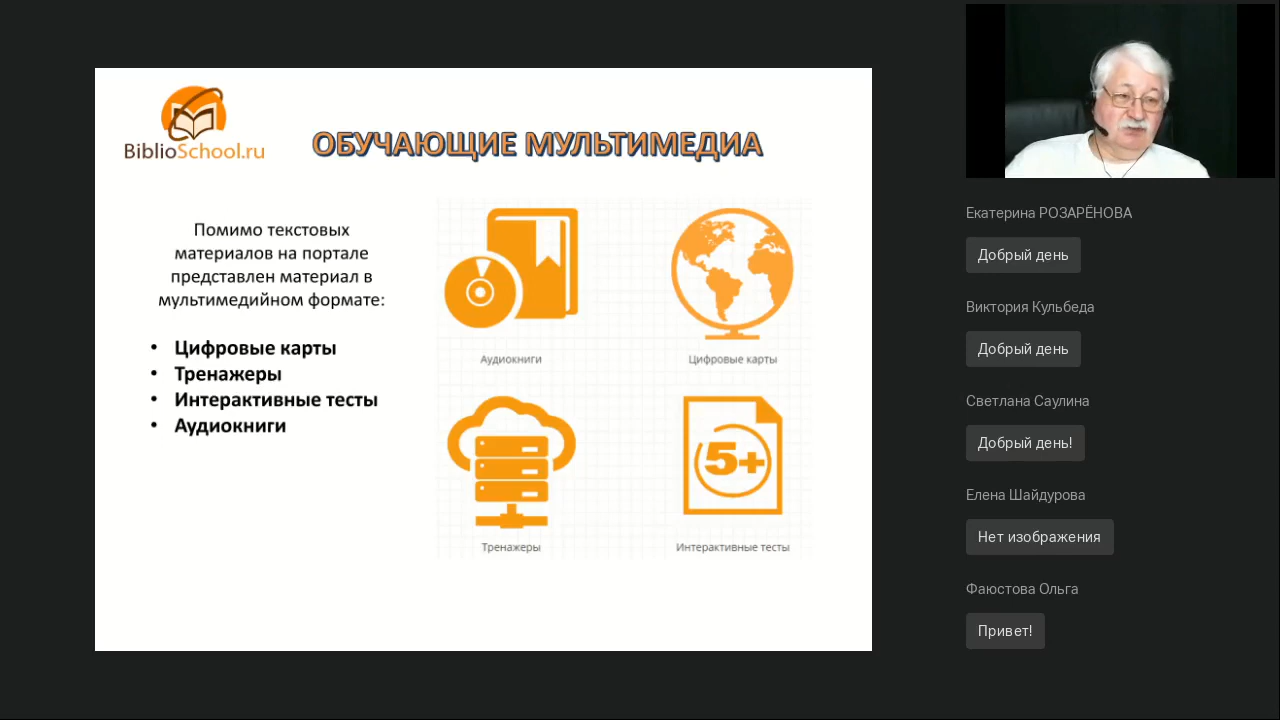 BiblioSchool.ru
ОБУЧАЮЩИЕ МУЛЬТИМЕДИА
Помимо текстовых
материалов на портале
представлен материал в
мультимедийном формате:
• Цифровые карты
• Тренажеры
• Интерактивные тесты
• Аудиокниги
Аудиокниги
Цифровые карты
5+
Тренажеры
Интерактивные тесты
Екатерина РОЗАРЁНОВА
Добрый день
Виктория Кульбеда
Добрый день
Светлана Саулина
Добрый день!
Елена Шайдурова
Нет изображения
Фаюстова Ольга
Привет!